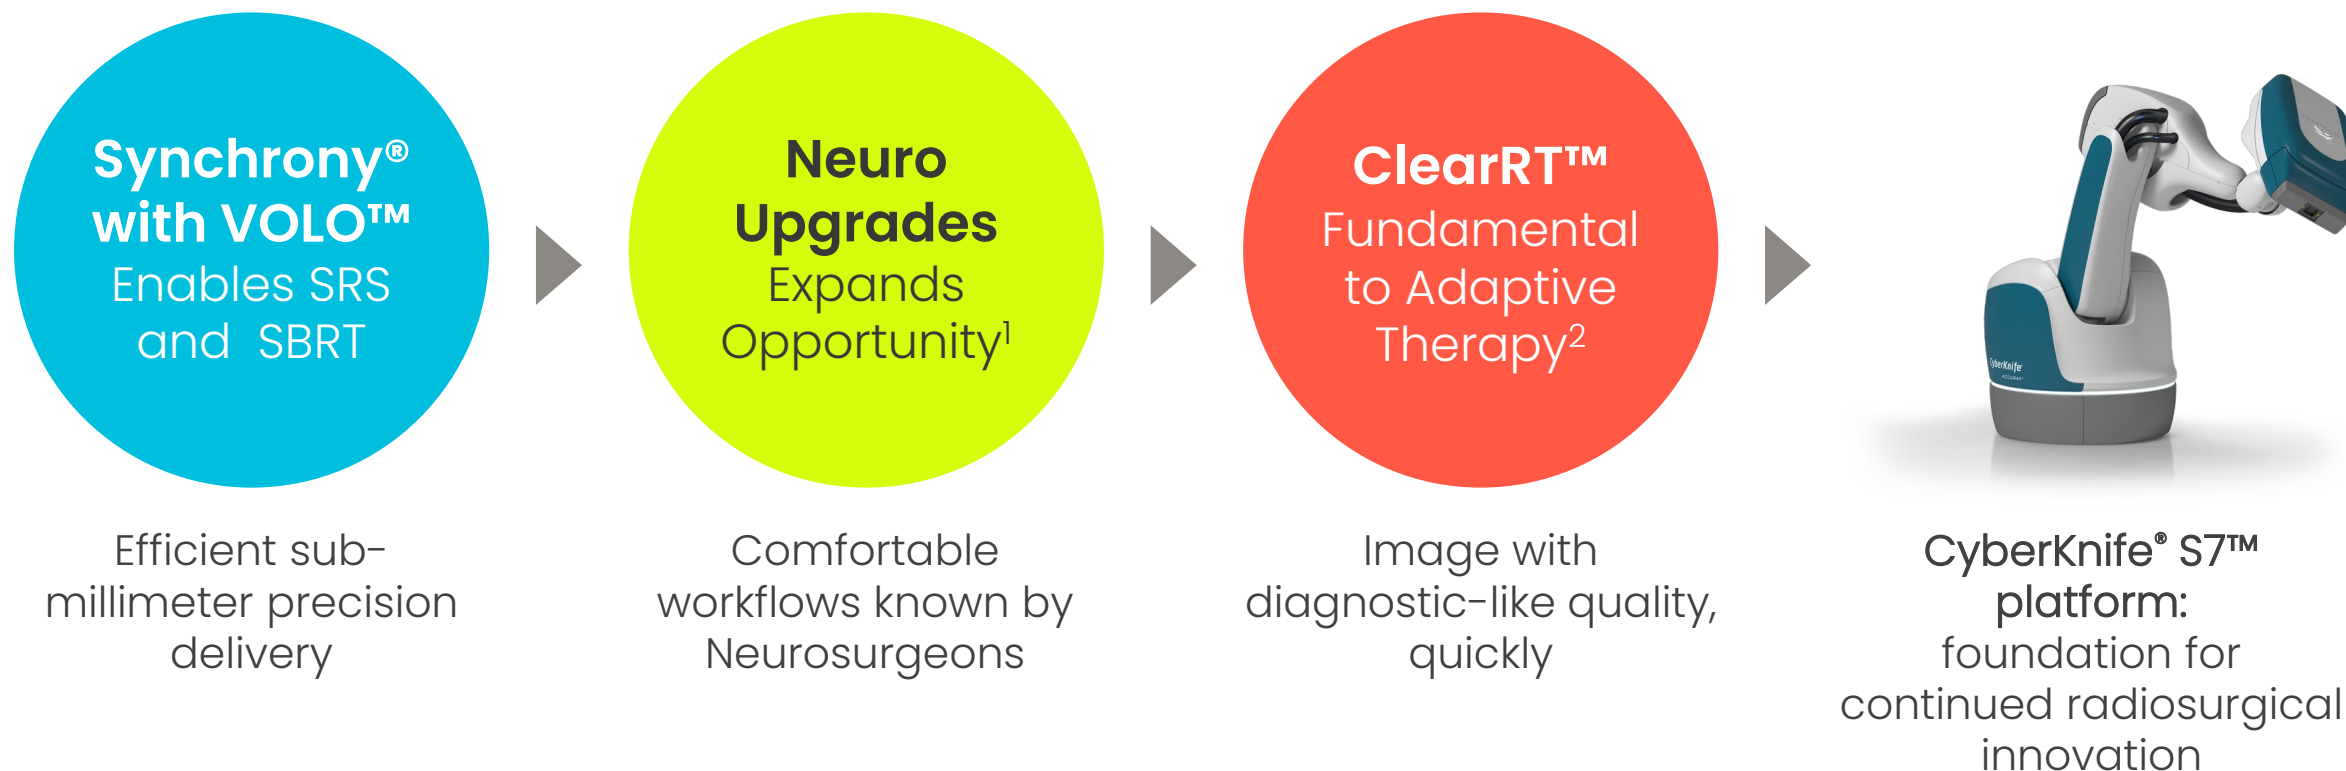 Synchrony®
with VOLO™
Enables SRS
and  SBRT
Efficient sub-
millimeter precision
delivery
Neuro
Upgrades
Expands
Opportunity¹
Comfortable
workflows known by
Neurosurgeons
ClearRT™
Fundamental
to Adaptive
Therapy²
Image with
diagnostic-like quality,
quickly
CyberKnife®
ACCURAY
CyberKnife® S7™
platform:
foundation for
continued radiosurgical
innovation